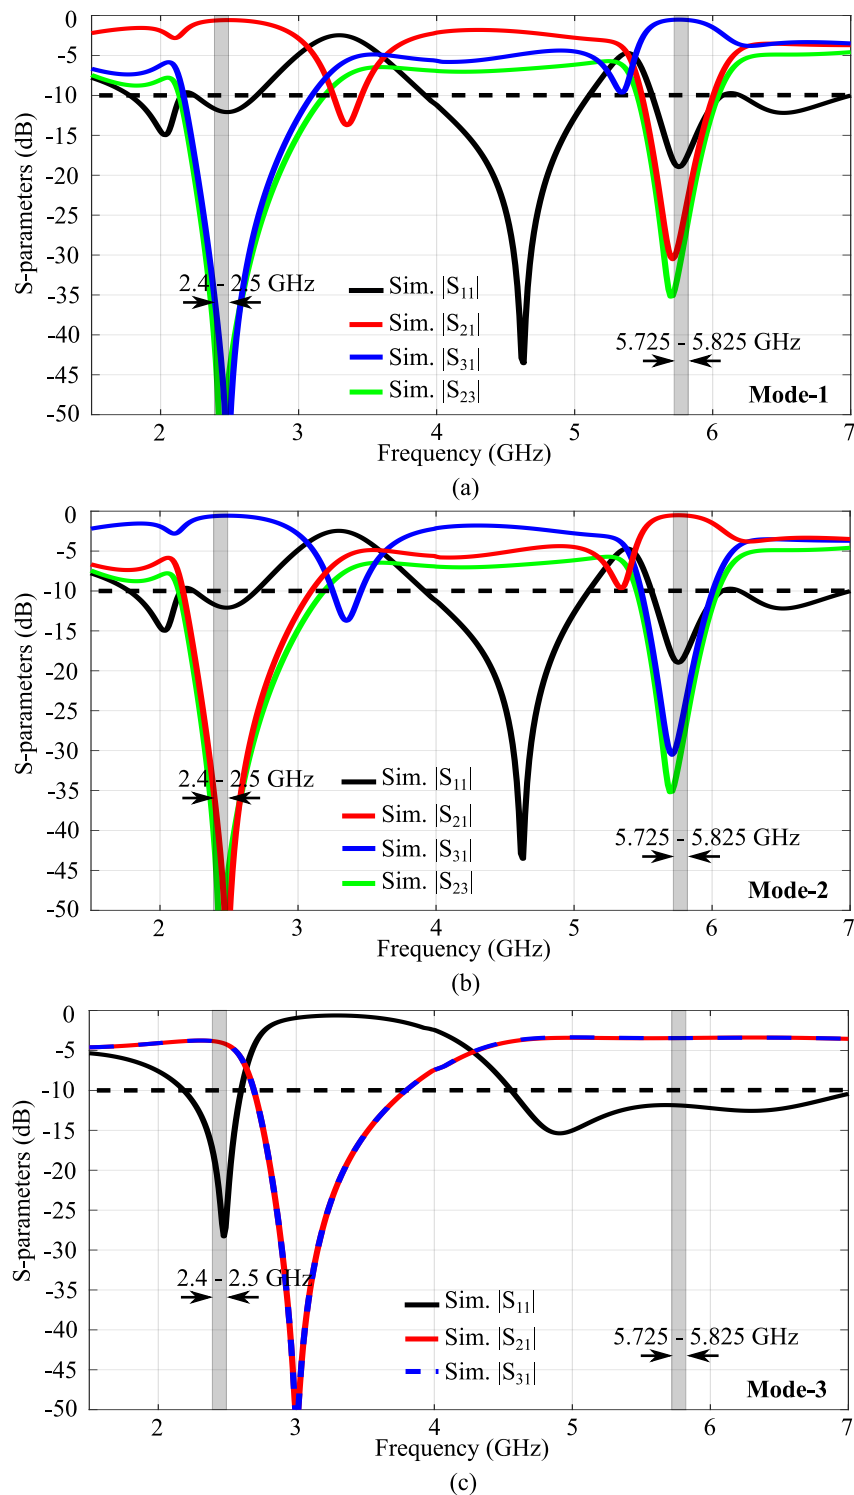 0
-5
-10
-15
-20
-25
-30
-35
-40
-45
-50
S-parameters (dB)
2.4 - 2.5 GHz
Sim. |S11|
Sim. |S21|
Sim. |S31|
Sim. |S23|
5.725 - 5.825 GHz
Mode-1
2 3 4 5 6 7
Frequency (GHz)
(a)
0
-5
-10
-15
-20
-25
-30
-35
-40
-45
-50
S-parameters (dB)
2.4 - 2.5 GHz
Sim. |S11|
Sim. |S21|
Sim. |S31|
Sim. |S23|
5.725 - 5.825 GHz
Mode-2
2 3 4 5 6 7
Frequency (GHz)
(b)
0
-5
-10
-15
-20
-25
-30
-35
-40
-45
-50
S-parameters (dB)
2.4 - 2.5 GHz
Sim. |S11|
Sim. |S21|
Sim. |S31|
5.725 - 5.825 GHz
Mode-3
2 3 4 5 6 7
Frequency (GHz)
(c)